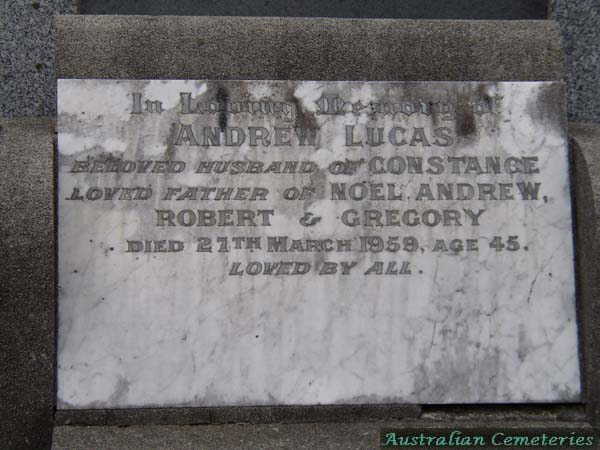 In Loving Memory of
ANDREW LUCAS
BELOVED HUSBAND OF CONSTANCE
LOVED FATHER OF NOEL, ANDREW,
ROBERT & GREGORY
DIED 27TH MARCH 1959, AGE 45.
LOVED BY ALL.
Australian Cemeteries